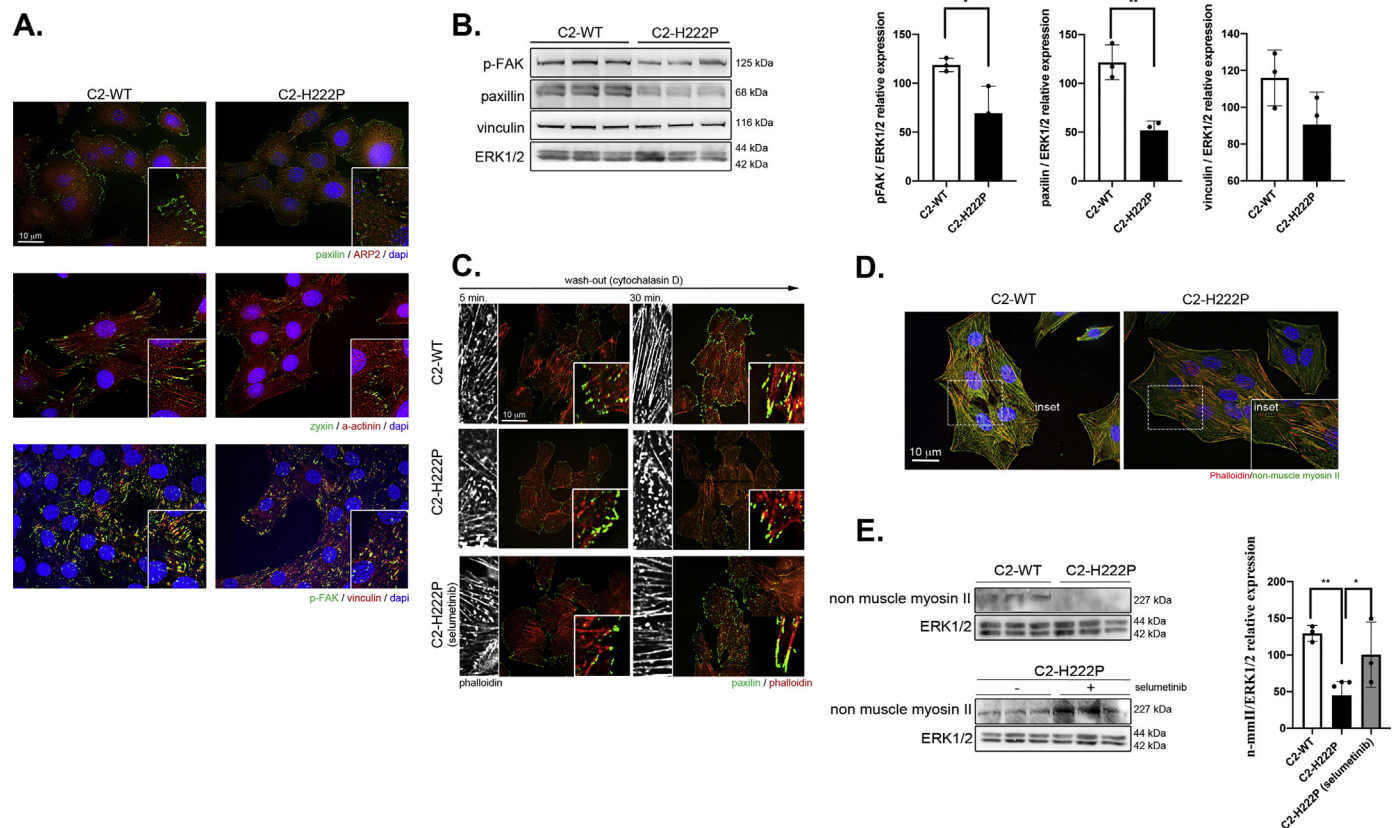 A.
C2-WT C2-H222P
10 µm
paxilin / ARP2 / dapi
zyxin / a-actinin / dapi
p-FAK / vinculin / dapi
B.
C2-WT C2-H222P
p-FAK 125 kDa
paxillin 68 kDa
vinculin 116 kDa
ERK1/2 44 kDa
42 kDa
pFAK / ERK1/2 relative expression
150
100
50
0
*
C2-WT
C2-H222P
paxilin / ERK1/2 relative expression
150
100
50
0
**
C2-WT
C2-H222P
vinculin / ERK1/2 relative expression
140
120
100
80
60
C2-WT
C2-H222P
C.
wash-out (cytochalasin D)
5 min. 30 min.
C2-WT
10 µm
C2-H222P
C2-H222P
(selumetinib)
phalloidin paxilin / phalloidin
D.
C2-WT C2-H222P
inset inset
10 µm
Phalloidin/non-muscle myosin II
E.
C2-WT C2-H222P
non muscle myosin II 227 kDa
ERK1/2 44 kDa
42 kDa
C2-H222P
- + selumetinib
non muscle myosin II 227 kDa
ERK1/2 44 kDa
42 kDa
n-mmII/ERK1/2 relative expression
200
150
100
50
0
** *
C2-WT
C2-H222P
C2-H222P (selumetinib)